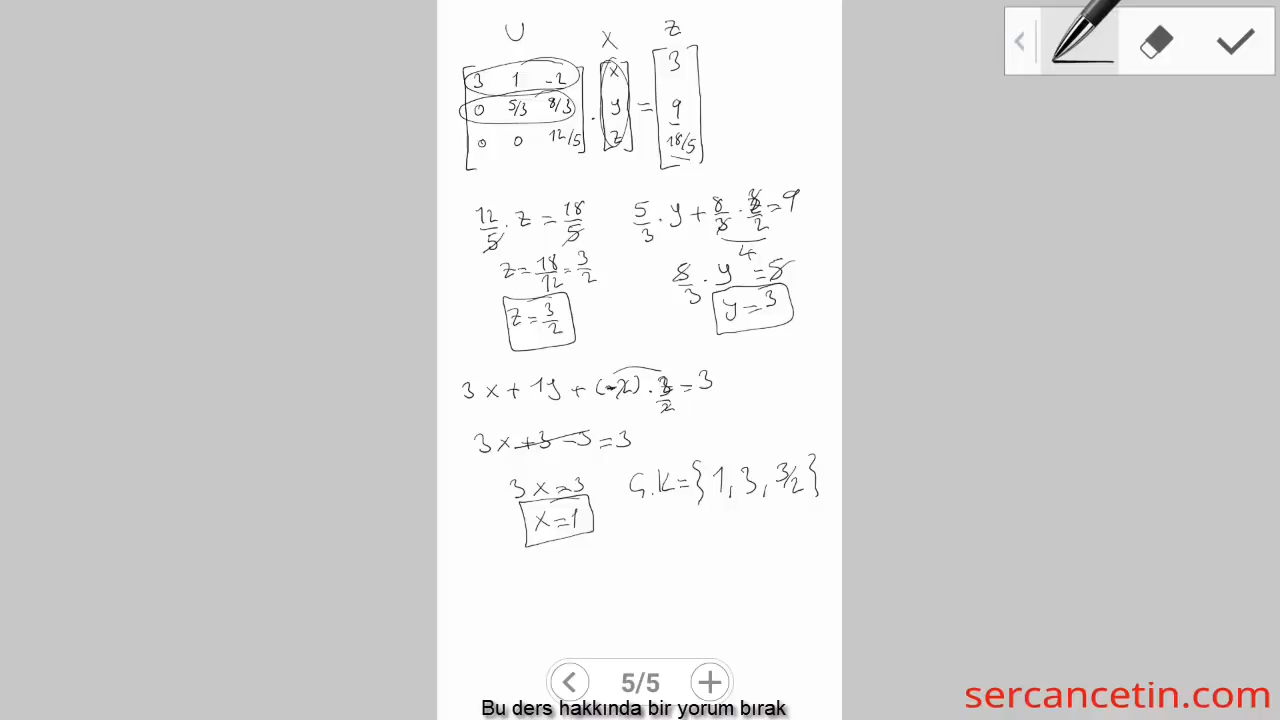 U X Z
[3 1 -2] [x] [3]
[0 5/3 8/3] . [y] = [9]
[0 0 12/5] [z] [18/5]
12/5 . z = 18/5
5/3 . y + 8/3 . 3/2 = 9
4
z = 18/12 = 3/2
5/3 . y = 5
z = 3/2
y = 3
3x + 1y + (-2) . 3/2 = 3
3x + 3 - 3 = 3
3x = 3
Ç.K = {1, 3, 3/2}
x = 1
5/5
Bu ders hakkında bir yorum bırak
sercancetin.com